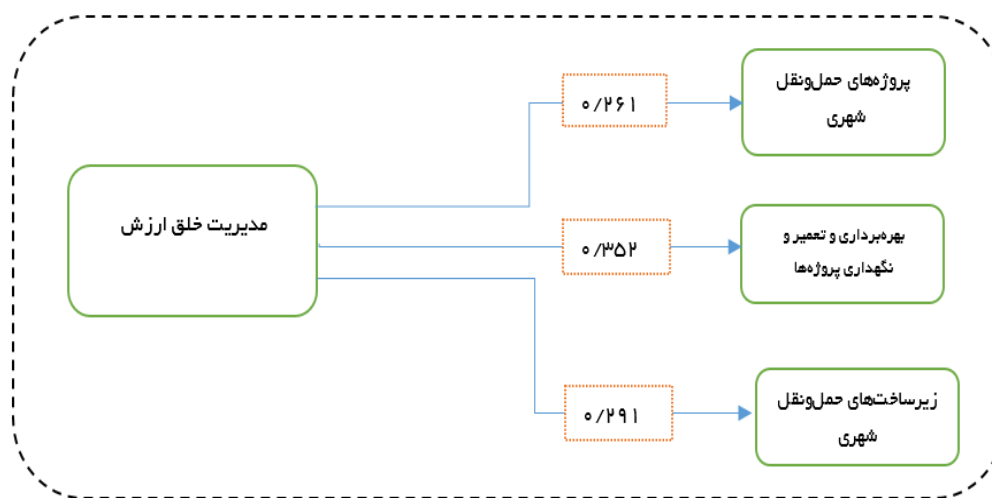 پروژه‌های حمل‌ونقل
شهری
۰/۲۶۱
مدیریت خلق ارزش
بهره‌برداری و تعمیر و
نگهداری پروژه‌ها
۰/۳۵۲
زیرساخت‌های حمل‌ونقل
شهری
۰/۲۹۱